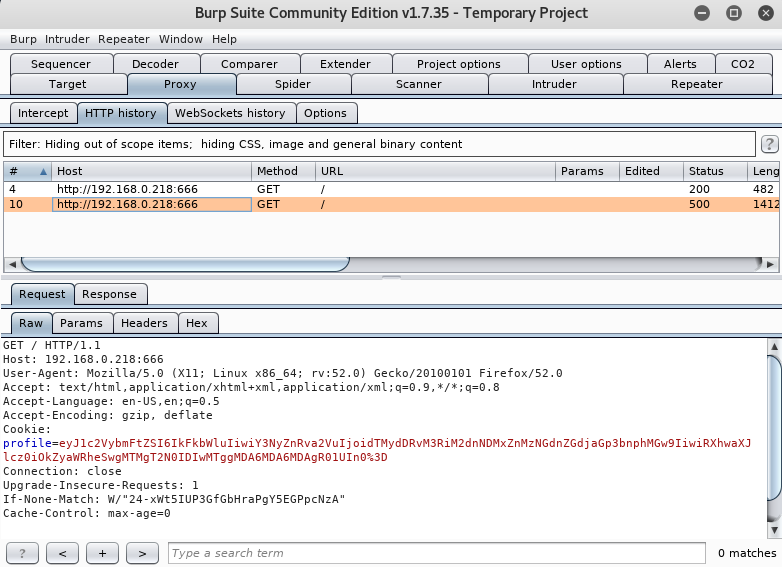 Burp Suite Community Edition v1.7.35 - Temporary Project
Burp Intruder Repeater Window Help
Sequencer Decoder Comparer Extender Project options User options Alerts CO2
Target Proxy Spider Scanner Intruder Repeater
Intercept HTTP history WebSockets history Options
Filter: Hiding out of scope items;  hiding CSS, image and general binary content ?
# Host Method URL Params Edited Status Leng
4 http://192.168.0.218:666 GET / 200 482
10 http://192.168.0.218:666 GET / 500 1412
Request Response
Raw Params Headers Hex
GET / HTTP/1.1
Host: 192.168.0.218:666
User-Agent: Mozilla/5.0 (X11; Linux x86_64; rv:52.0) Gecko/20100101 Firefox/52.0
Accept: text/html,application/xhtml+xml,application/xml;q=0.9,*/*;q=0.8
Accept-Language: en-US,en;q=0.5
Accept-Encoding: gzip, deflate
Cookie:
profile=eyJ1c2VybmFtZSI6IkFkbWluIiwiY3NyZnRva2VuIjoidTMydDRvM3RiM2dnNDMxZnMzNGdnZGdjaGp3bnphMGw9IiwiRXhwaXJ
lcz0iOkZyaWRheSwgMTMgT2N0IDIwMTggMDA6MDA6MDAgR01UIn0%3D
Connection: close
Upgrade-Insecure-Requests: 1
If-None-Match: W/"24-xWt5IUP3GfGbHraPgY5EGPpcNzA"
Cache-Control: max-age=0
? < + > Type a search term 0 matches